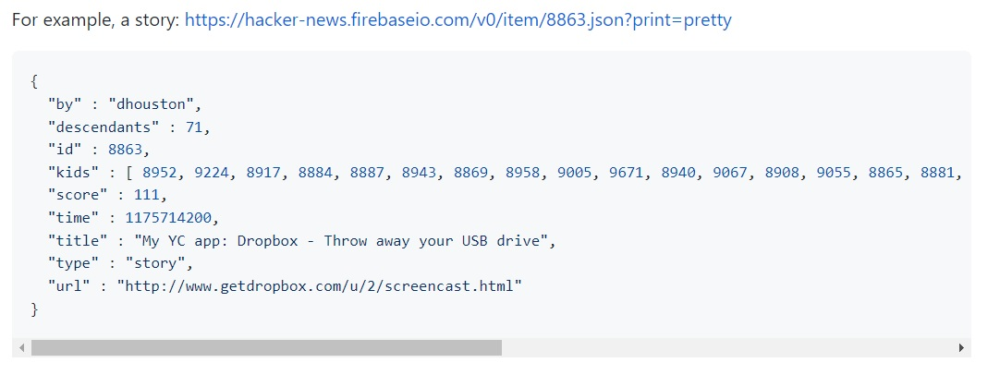 For example, a story: https://hacker-news.firebaseio.com/v0/item/8863.json?print=pretty
{
  "by" : "dhouston",
  "descendants" : 71,
  "id" : 8863,
  "kids" : [ 8952, 9224, 8917, 8884, 8887, 8943, 8869, 8958, 9005, 9671, 8940, 9067, 8908, 9055, 8865, 8881,
  "score" : 111,
  "time" : 1175714200,
  "title" : "My YC app: Dropbox - Throw away your USB drive",
  "type" : "story",
  "url" : "http://www.getdropbox.com/u/2/screencast.html"
}